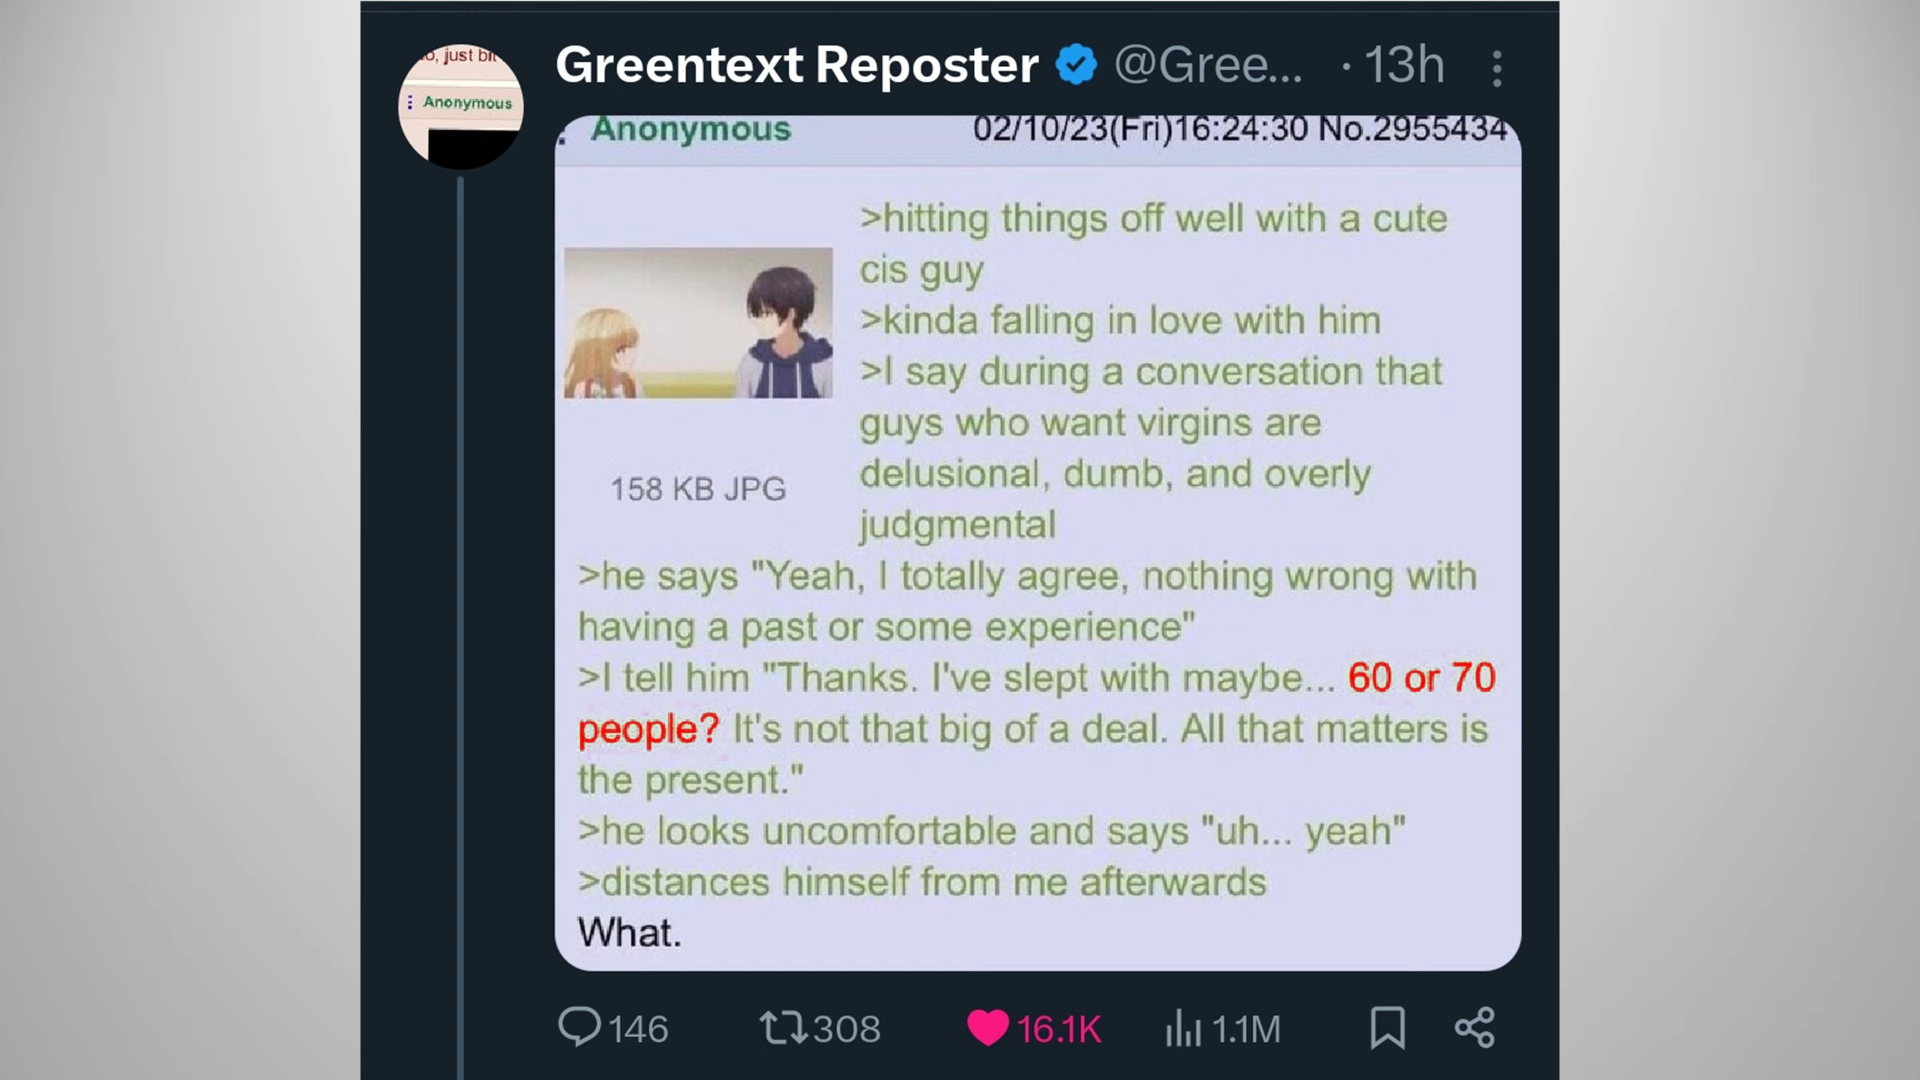 o, just bit
Anonymous
Greentext Reposter @Gree... · 13h
Anonymous 02/10/23(Fri)16:24:30 No.2955434
>hitting things off well with a cute
cis guy
>kinda falling in love with him
>I say during a conversation that
guys who want virgins are
delusional, dumb, and overly
judgmental
158 KB JPG
>he says "Yeah, I totally agree, nothing wrong with
having a past or some experience"
>I tell him "Thanks. I've slept with maybe... 60 or 70
people? It's not that big of a deal. All that matters is
the present."
>he looks uncomfortable and says "uh... yeah"
>distances himself from me afterwards
What.
146 308 16.1K 1.1M